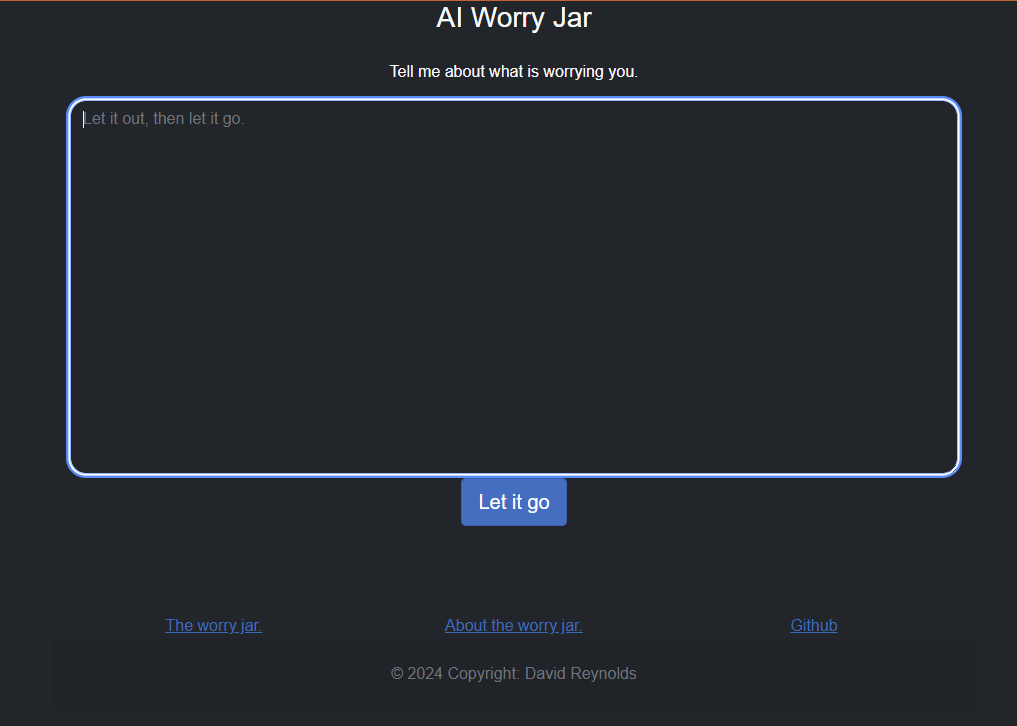 AI Worry Jar
Tell me about what is worrying you.
Let it out, then let it go.
Let it go
The worry jar. About the worry jar. Github
© 2024 Copyright: David Reynolds